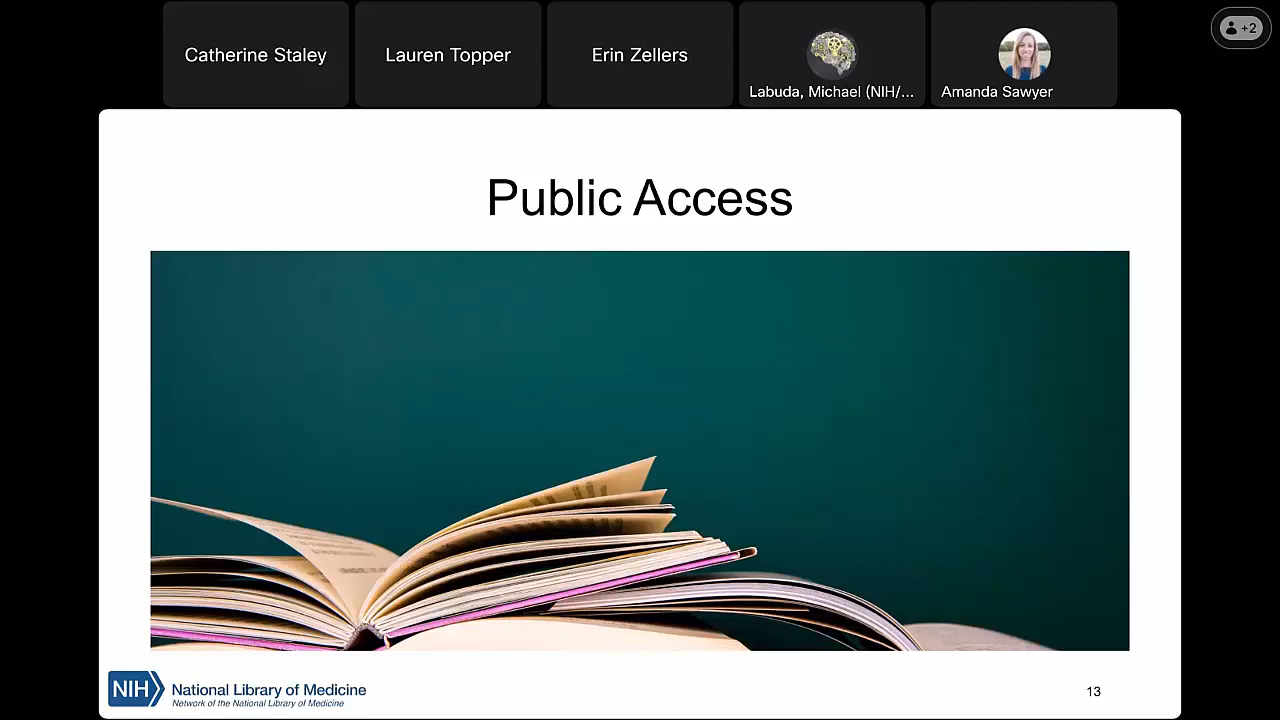 Catherine Staley
Lauren Topper
Erin Zellers
Labuda, Michael (NIH/...
Amanda Sawyer
+2
Public Access
NIH
National Library of Medicine
Network of the National Library of Medicine
13